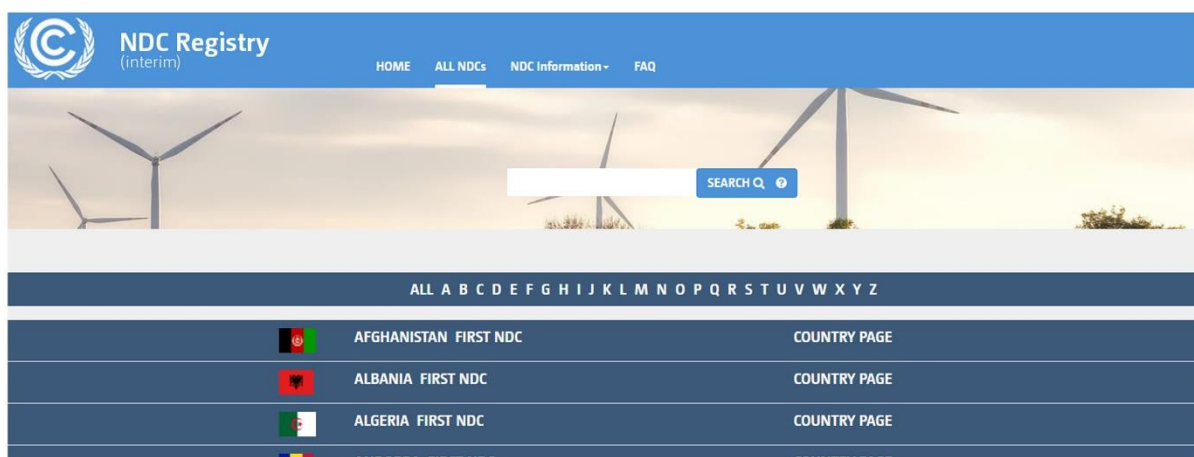 NDC Registry
(interim)
HOME ALL NDCs NDC Information FAQ
SEARCH
ALL A B C D E F G H I J K L M N O P Q R S T U V W X Y Z
AFGHANISTAN FIRST NDC COUNTRY PAGE
ALBANIA FIRST NDC COUNTRY PAGE
ALGERIA FIRST NDC COUNTRY PAGE